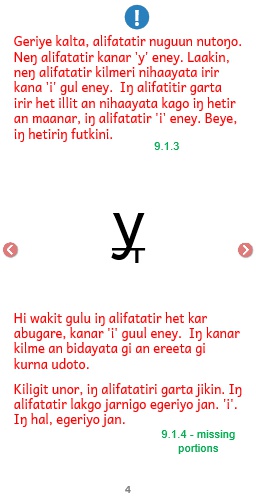 !
Geriye kalta, alifatatir nuguun nutoŋo.
Neŋ alifatatir kanar 'y' eney. Laakin,
neŋ alifatatir kilmeri nihaayata irir
kana 'i' gul eney. Iŋ alifatitir garta
irir het illit an nihaayata kago iŋ hetir
an maanar, iŋ alifatatir 'i' eney. Beye,
iŋ hetiriŋ futkini.
9.1.3
y
T
Hi wakit gulu iŋ alifatatir het kar
abugare, kanar 'i' guul eney. Iŋ kanar
kilme an bidayata gi an ereeta gi
kurna udoto.
Kiligit unor, iŋ alifatatiri garta jikin. Iŋ
alifatatir lakgo jarnigo egeriyo jan. 'i'.
Iŋ hal, egeriyo jan.
9.1.4 - missing
portions
4